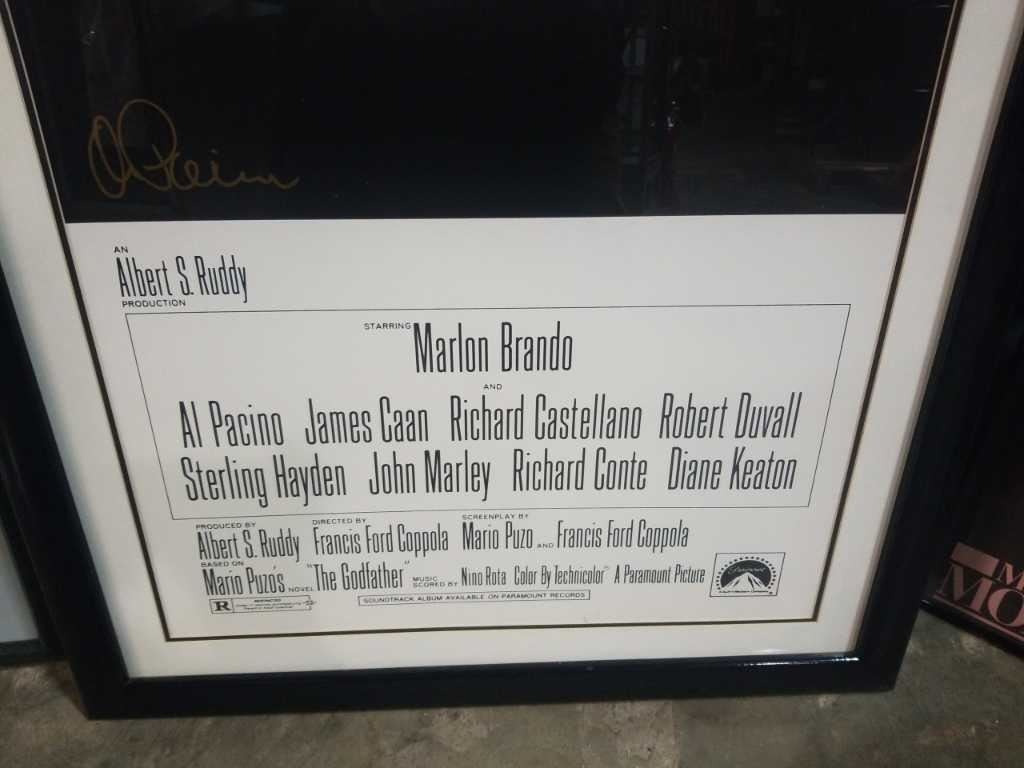 AN
Albert S. Ruddy
PRODUCTION
STARRING Marlon Brando
AND
Al Pacino James Caan Richard Castellano Robert Duvall
Sterling Hayden John Marley Richard Conte Diane Keaton
PRODUCED BY Albert S. Ruddy DIRECTED BY Francis Ford Coppola SCREENPLAY BY Mario Puzo AND Francis Ford Coppola
BASED ON Mario Puzo's NOVEL "The Godfather" MUSIC SCORED BY Nino Rota Color By Technicolor® A Paramount Picture
Paramount
R RESTRICTED
SOUNDTRACK ALBUM AVAILABLE ON PARAMOUNT RECORDS
M
MO